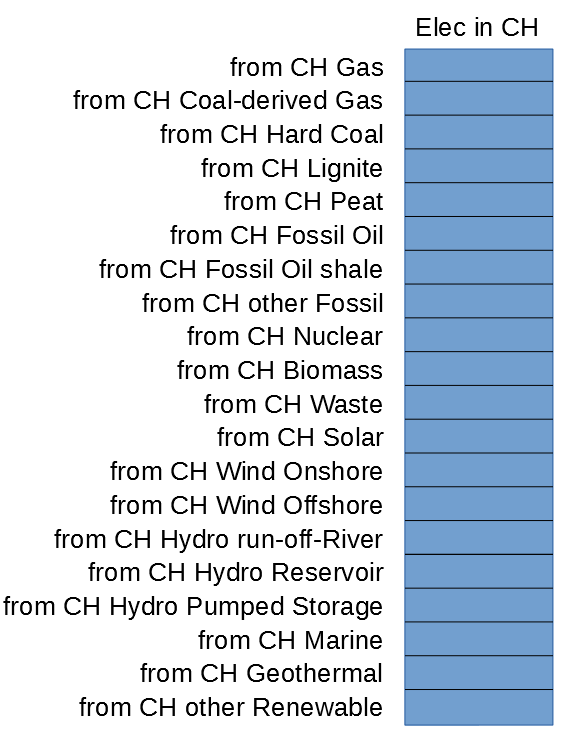 Elec in CH
from CH Gas
from CH Coal-derived Gas
from CH Hard Coal
from CH Lignite
from CH Peat
from CH Fossil Oil
from CH Fossil Oil shale
from CH other Fossil
from CH Nuclear
from CH Biomass
from CH Waste
from CH Solar
from CH Wind Onshore
from CH Wind Offshore
from CH Hydro run-off-River
from CH Hydro Reservoir
from CH Hydro Pumped Storage
from CH Marine
from CH Geothermal
from CH other Renewable